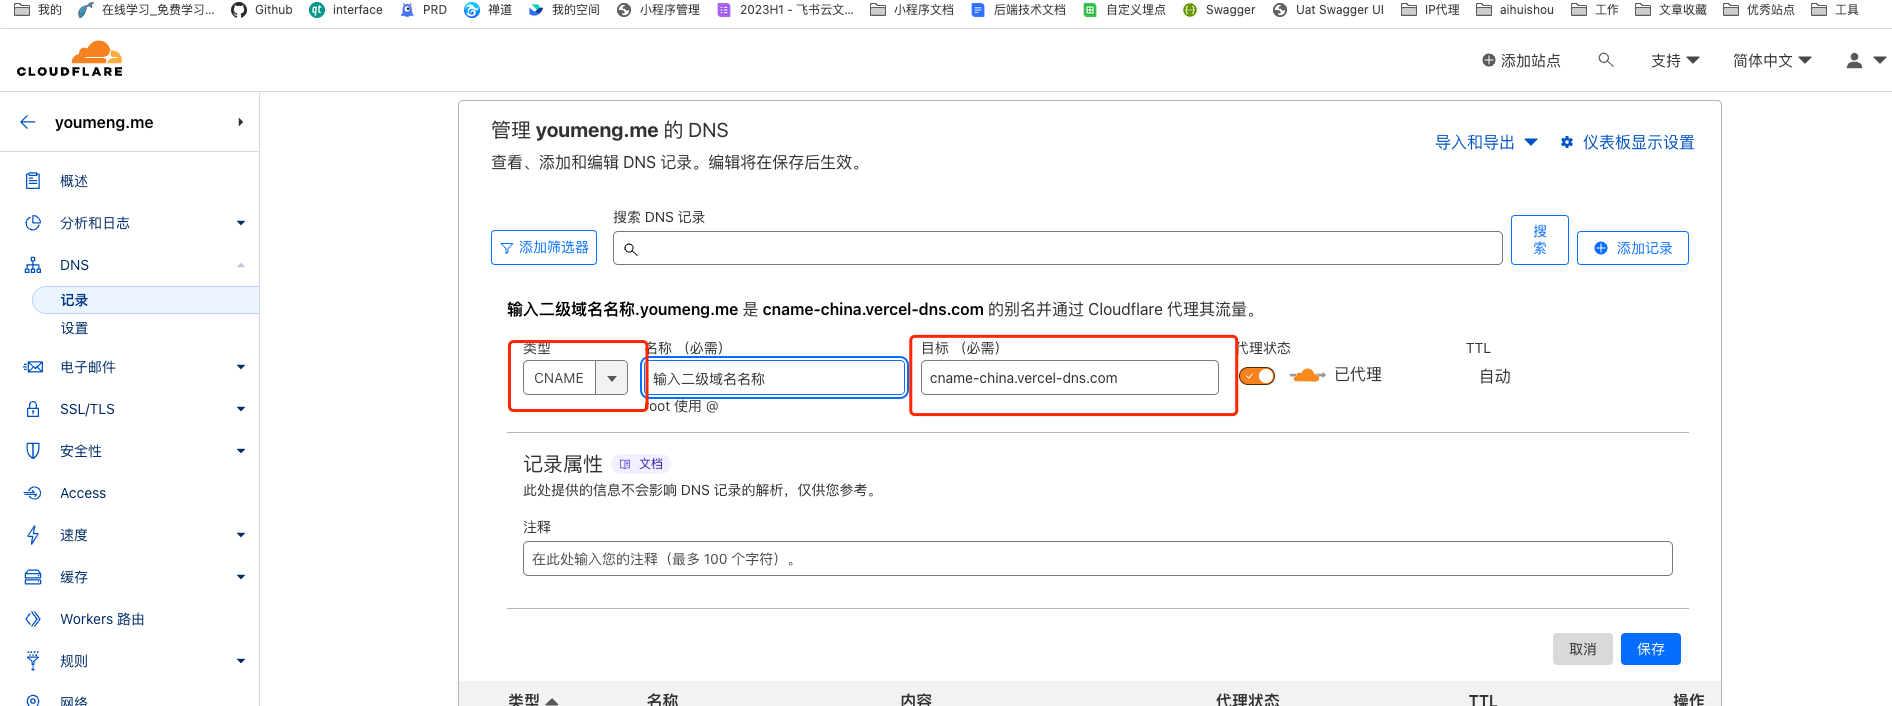 我的 在线学习_免费学习... Github interface PRD 禅道 我的空间 小程序管理 2023H1 - 飞书云文... 小程序文档 后端技术文档 自定义埋点 Swagger Uat Swagger UI IP代理 aihuishou 工作 文章收藏 优秀站点 工具
CLOUDFLARE
添加站点 支持 简体中文
youmeng.me
概述
分析和日志
DNS
记录
设置
电子邮件
SSL/TLS
安全性
Access
速度
缓存
Workers 路由
规则
网络
管理 youmeng.me 的 DNS
查看、添加和编辑 DNS 记录。编辑将在保存后生效。
导入和导出 仪表板显示设置
搜索 DNS 记录
添加筛选器
搜索
添加记录
输入二级域名名称.youmeng.me 是 cname-china.vercel-dns.com 的别名并通过 Cloudflare 代理其流量。
类型 名称 （必需） 目标 （必需） 代理状态 TTL
CNAME 输入二级域名名称 cname-china.vercel-dns.com 已代理 自动
root 使用 @
记录属性 文档
此处提供的信息不会影响 DNS 记录的解析，仅供您参考。
注释
在此处输入您的注释（最多 100 个字符）。
取消 保存
类型 名称 内容 代理状态 TTL 操作